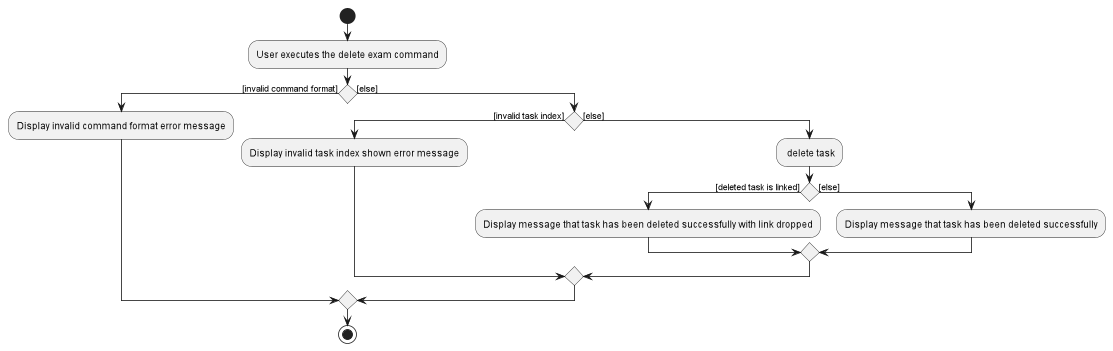 User executes the delete exam command
[invalid command format]
[else]
Display invalid command format error message
[invalid task index]
[else]
Display invalid task index shown error message
delete task
[deleted task is linked]
[else]
Display message that task has been deleted successfully with link dropped
Display message that task has been deleted successfully